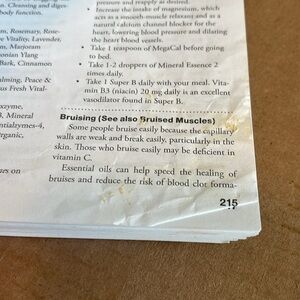 n. Cleansing and diges-
body function.
m, Rosemary, Rose-
e Vitality, Lavender,
m, Marjoram
onian Ylang
Bark, Cinnamon
alming, Peace &
us Fresh Vital-
nzyme,
3, Mineral
entialzymes-4,
rganic.
ars on
pressure and reapply as desired.
• Increase the intake of magnesium, which
acts as a smooth-muscle relaxant and as a
natural calcium channel blocker for the
heart, lowering blood pressure and dilating
the heart blood vessels.
• Take 1 teaspoon of MegaCal before going
to bed.
• Take 1-2 droppers of Mineral Essence 2
times daily.
• Take 1 Super B daily with your meal. Vita-
min B3 (niacin) 20 mg daily is an excellent
vasodilator found in Super B.
Bruising (See also Bruised Muscles)
Some people bruise easily because the capillary
walls are weak and break easily, particularly in the
skin. Those who bruise easily may be deficient in
vitamin C.
Essential oils can help speed the healing of
bruises and reduce the risk of blood clot forma-
215